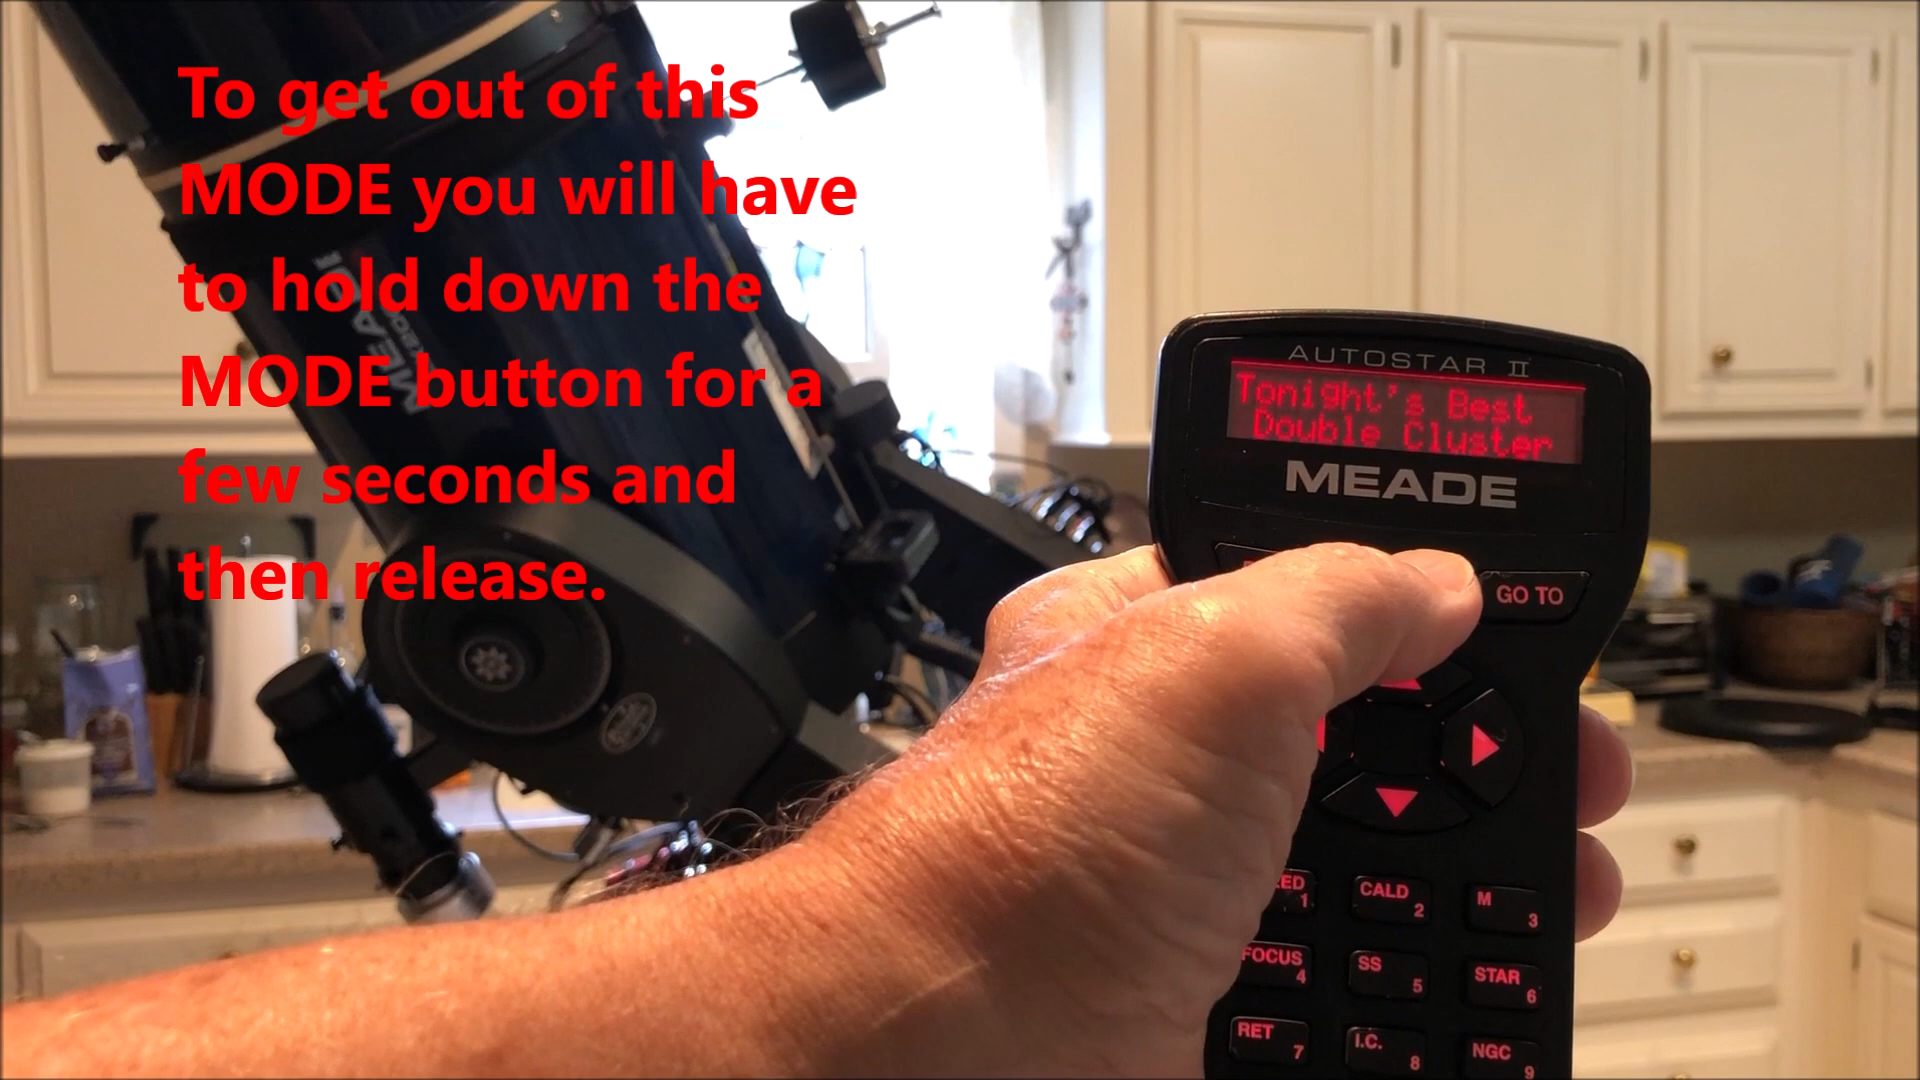 To get out of this
MODE you will have
to hold down the
MODE button for a
few seconds and
then release.
AUTOSTAR II
Tonight's Best
Double Cluster
MEADE
GO TO
CALD
2
M
3
FOCUS
4
SS
5
STAR
6
RET
7
I.C.
8
NGC
9
1